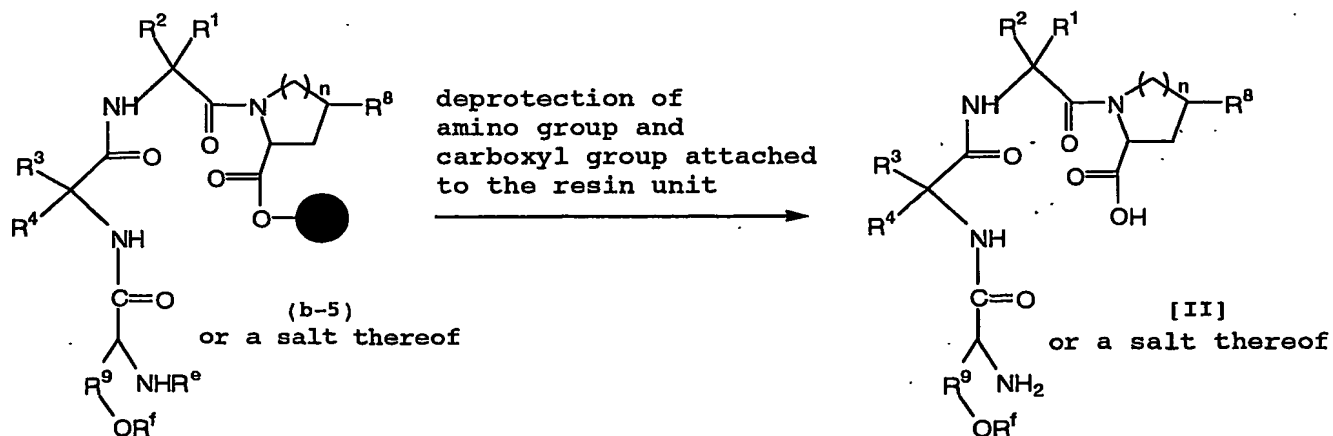 R² R¹
NH O N ( )n R⁸
R³ O O
R⁴ NH O
C=O
R⁹ NHRᵉ
ORᶠ
(b-5)
or a salt thereof
deprotection of
amino group and
carboxyl group attached
to the resin unit
R² R¹
NH O N ( )n R⁸
R³ O O
R⁴ NH OH
C=O
R⁹ NH₂
ORᶠ
[II]
or a salt thereof